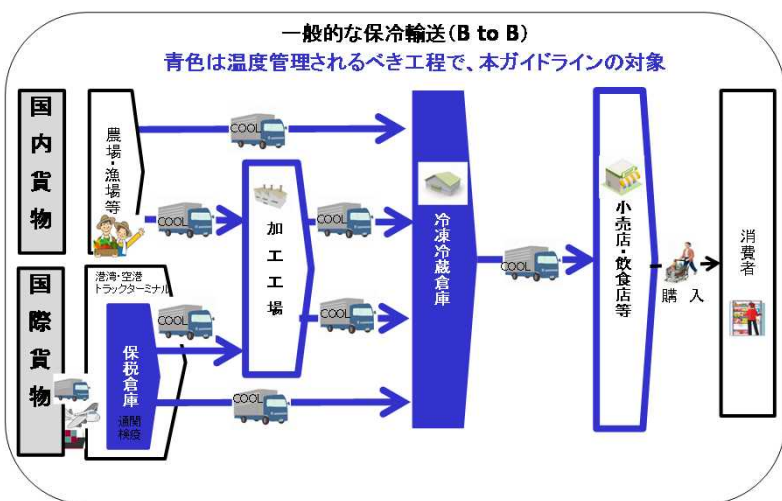 一般的な保冷輸送(B to B)
青色は温度管理されるべき工程で、本ガイドラインの対象
国内貨物
農場・漁場等
COOL
COOL
加工工場
COOL
冷凍冷蔵倉庫
COOL
小売店・飲食店等
購入
消費者
国際貨物
港湾・空港
トラックターミナル
保税倉庫
通関
検疫
COOL
COOL
COOL